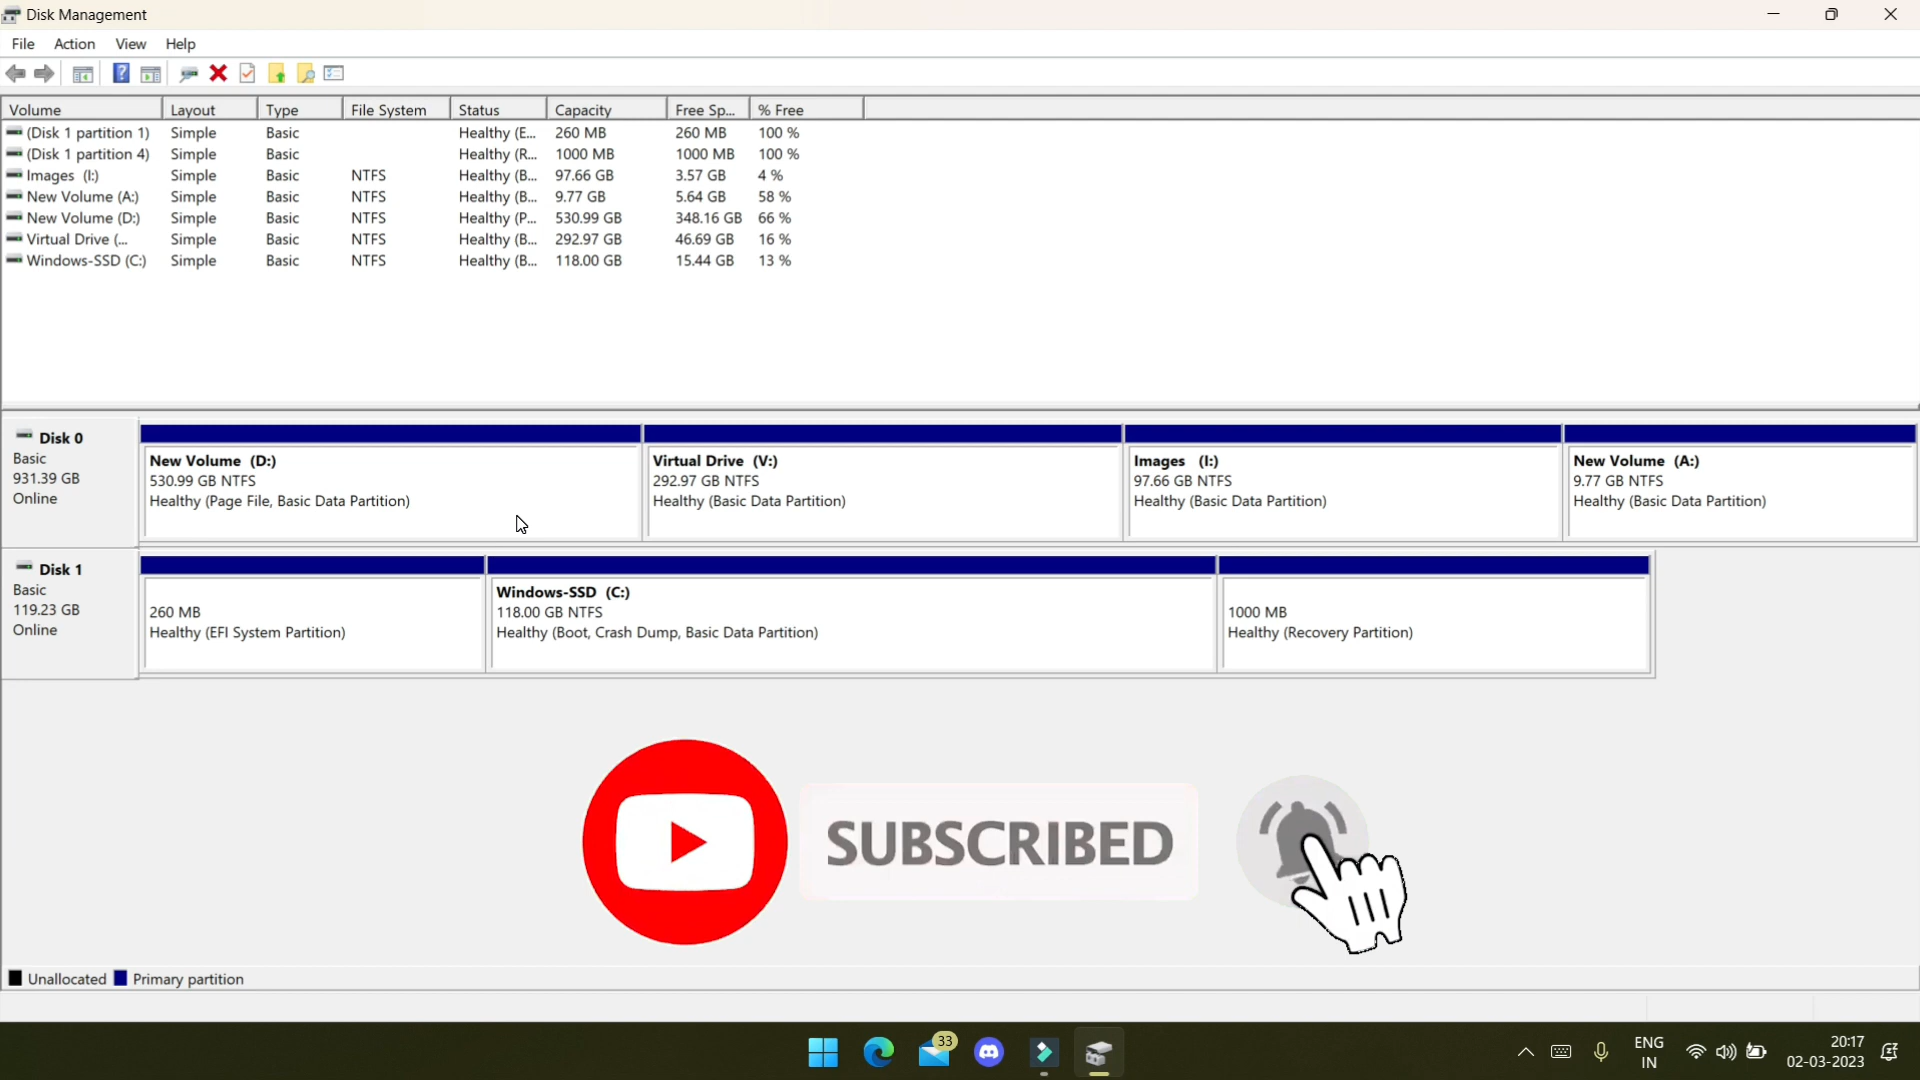 Disk Management
File Action View Help
Volume Layout Type File System Status Capacity Free Sp... % Free
(Disk 1 partition 1) Simple Basic Healthy (E... 260 MB 260 MB 100 %
(Disk 1 partition 4) Simple Basic Healthy (R... 1000 MB 1000 MB 100 %
Images (I:) Simple Basic NTFS Healthy (B... 97.66 GB 3.57 GB 4 %
New Volume (A:) Simple Basic NTFS Healthy (B... 9.77 GB 5.64 GB 58 %
New Volume (D:) Simple Basic NTFS Healthy (P... 530.99 GB 348.16 GB 66 %
Virtual Drive (... Simple Basic NTFS Healthy (B... 292.97 GB 46.69 GB 16 %
Windows-SSD (C:) Simple Basic NTFS Healthy (B... 118.00 GB 15.44 GB 13 %
Disk 0
Basic
931.39 GB
Online
New Volume (D:)
530.99 GB NTFS
Healthy (Page File, Basic Data Partition)
Virtual Drive (V:)
292.97 GB NTFS
Healthy (Basic Data Partition)
Images (I:)
97.66 GB NTFS
Healthy (Basic Data Partition)
New Volume (A:)
9.77 GB NTFS
Healthy (Basic Data Partition)
Disk 1
Basic
119.23 GB
Online
260 MB
Healthy (EFI System Partition)
Windows-SSD (C:)
118.00 GB NTFS
Healthy (Boot, Crash Dump, Basic Data Partition)
1000 MB
Healthy (Recovery Partition)
SUBSCRIBED
Unallocated Primary partition
33
ENG
IN
20:17
02-03-2023